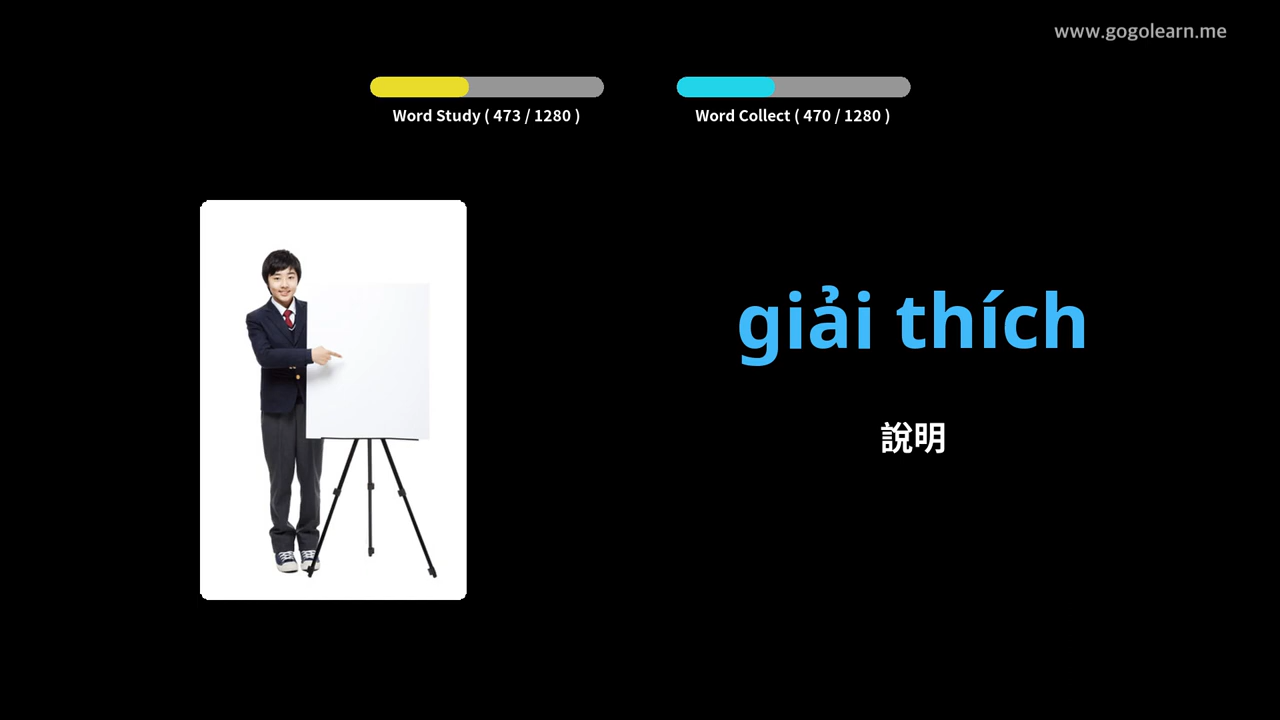 www.gogolearn.me
Word Study ( 473 / 1280 )
Word Collect ( 470 / 1280 )
giải thích
說明